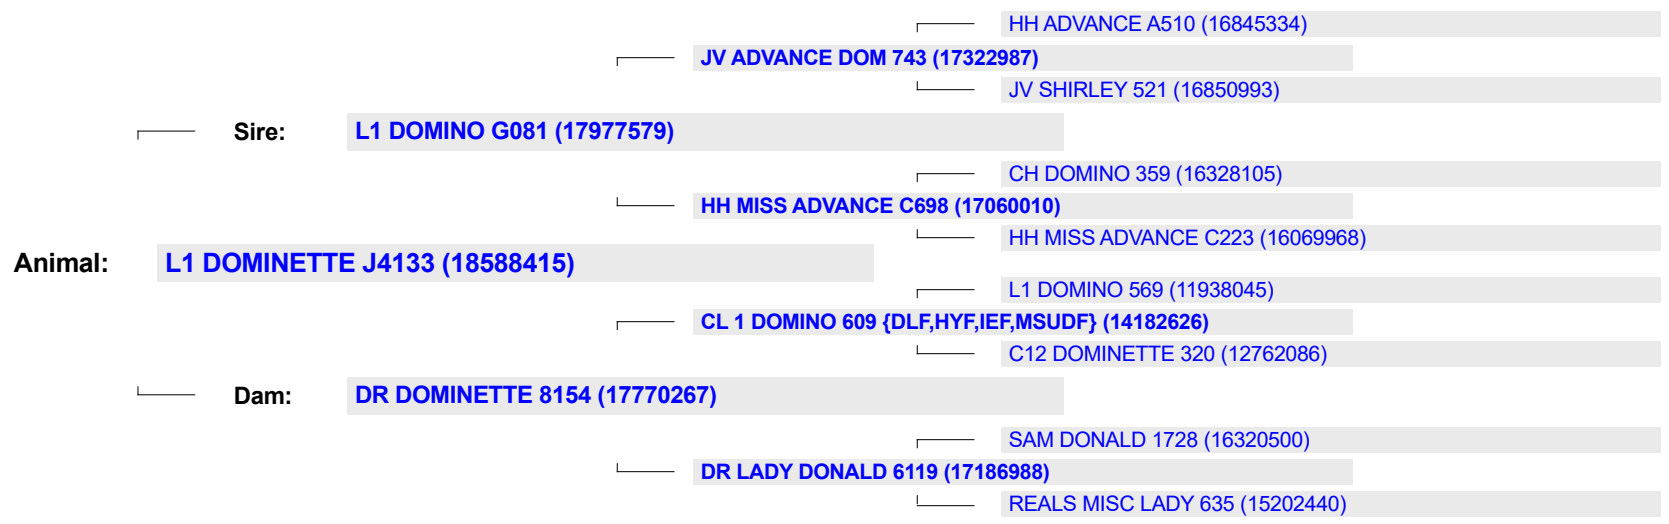 HH ADVANCE A510 (16845334)
JV ADVANCE DOM 743 (17322987)
JV SHIRLEY 521 (16850993)
Sire: L1 DOMINO G081 (17977579)
CH DOMINO 359 (16328105)
HH MISS ADVANCE C698 (17060010)
HH MISS ADVANCE C223 (16069968)
Animal: L1 DOMINETTE J4133 (18588415)
L1 DOMINO 569 (11938045)
CL 1 DOMINO 609 {DLF,HYF,IEF,MSUDF} (14182626)
C12 DOMINETTE 320 (12762086)
Dam: DR DOMINETTE 8154 (17770267)
SAM DONALD 1728 (16320500)
DR LADY DONALD 6119 (17186988)
REALS MISC LADY 635 (15202440)